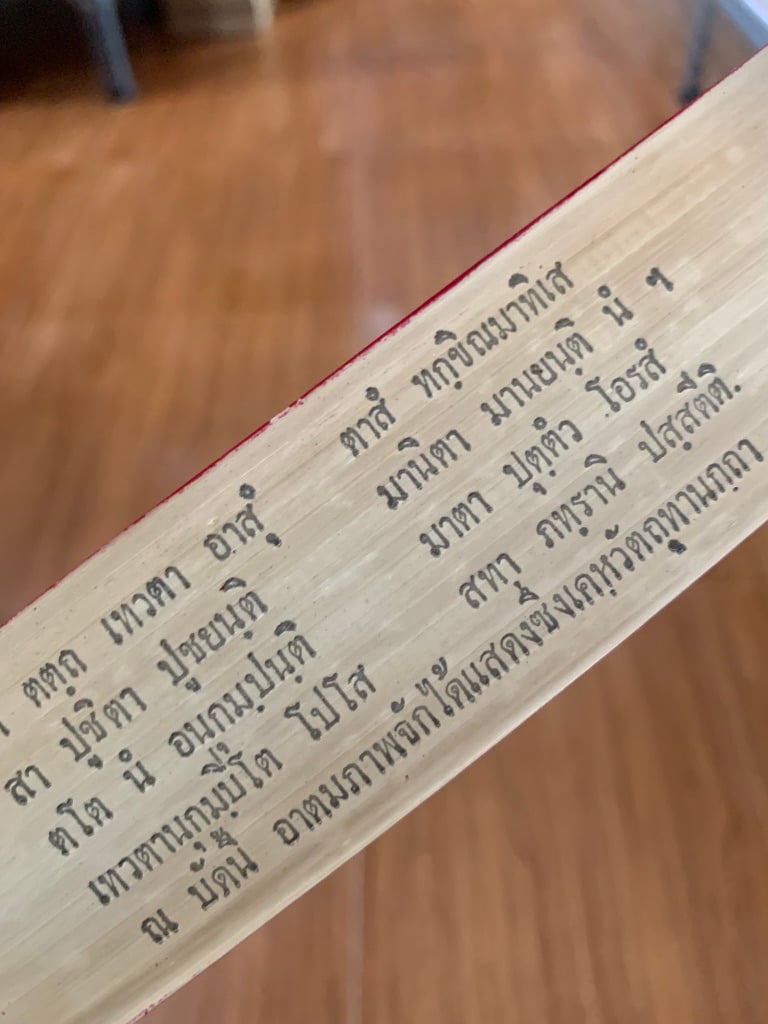 ตตฺถ เทวตา อาสุํ ตาสํ ทกฺขิณมาทิเส
สา ปูชิตา ปูชยนฺติ มานิตา มานยนฺติ นํ ฯ
ตโต นํ อนุกมฺปนฺติ มาตา ปุตฺตํว โอรสํ
เทวตานุกมฺปิโต โปโส สทา ภทฺรานิ ปสฺสตีติ.
ณ บัดนี้ อาตมภาพจักได้แสดงซึ่งเคหวัตถุทานกถา